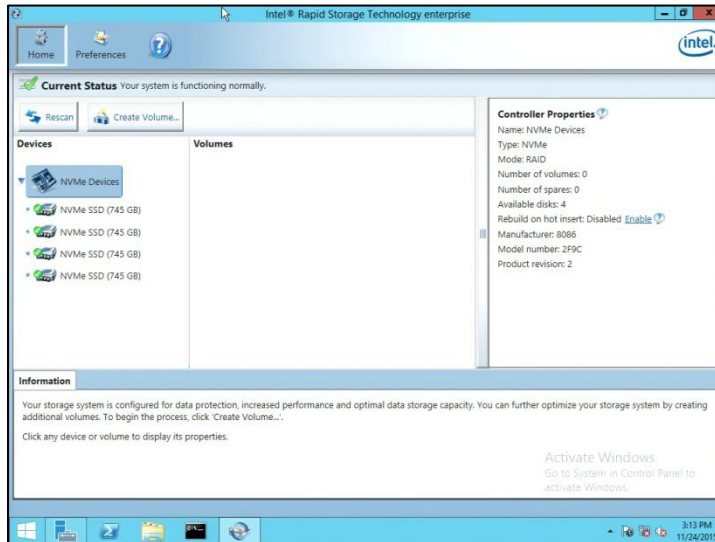 Intel® Rapid Storage Technology enterprise
Home
Preferences
intel
Current Status Your system is functioning normally.
Rescan
Create Volume...
Devices
Volumes
NVMe Devices
NVMe SSD (745 GB)
NVMe SSD (745 GB)
NVMe SSD (745 GB)
NVMe SSD (745 GB)
Controller Properties
Name: NVMe Devices
Type: NVMe
Mode: RAID
Number of volumes: 0
Number of spares: 0
Available disks: 4
Rebuild on hot insert: Disabled Enable
Manufacturer: 8086
Model number: 2F9C
Product revision: 2
Information
Your storage system is configured for data protection, increased performance and optimal data storage capacity. You can further optimize your storage system by creating
additional volumes. To begin the process, click 'Create Volume...'.
Click any device or volume to display its properties.
Activate Windows
Go to System in Control Panel to
activate Windows.
3:13 PM